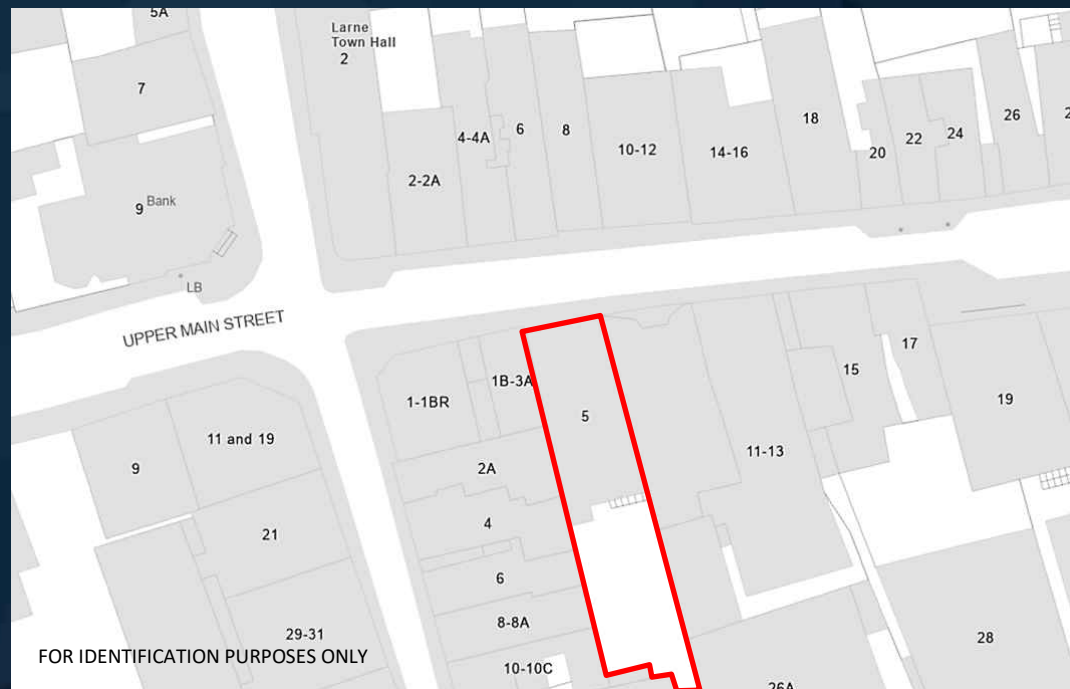 5A
Larne
Town Hall
2
7
4-4A
6
8
10-12
14-16
18
20
22
24
26
2-2A
9 Bank
LB
UPPER MAIN STREET
1-1BR
1B-3A
5
15
17
19
11-13
9
11 and 19
2A
21
4
6
8-8A
29-31
10-10C
28
26A
FOR IDENTIFICATION PURPOSES ONLY